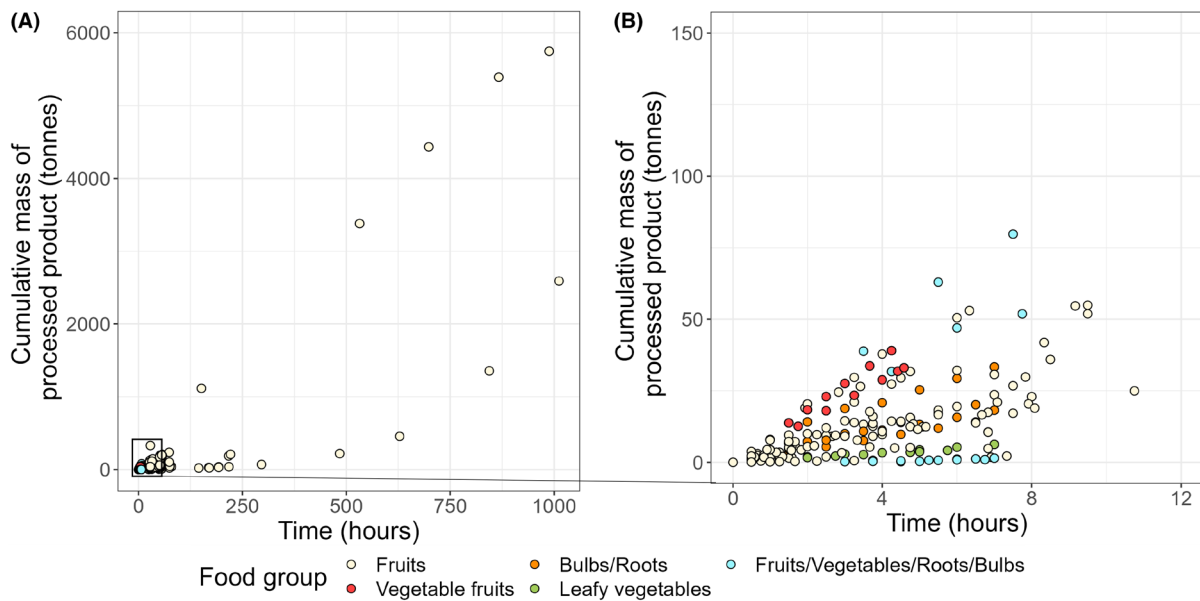 (A)
Cumulative mass of
processed product (tonnes)
6000
4000
2000
0
0 250 500 750 1000
Time (hours)
(B)
Cumulative mass of
processed product (tonnes)
150
100
50
0
0 4 8 12
Time (hours)
Food group
Fruits Bulbs/Roots Fruits/Vegetables/Roots/Bulbs
Vegetable fruits Leafy vegetables